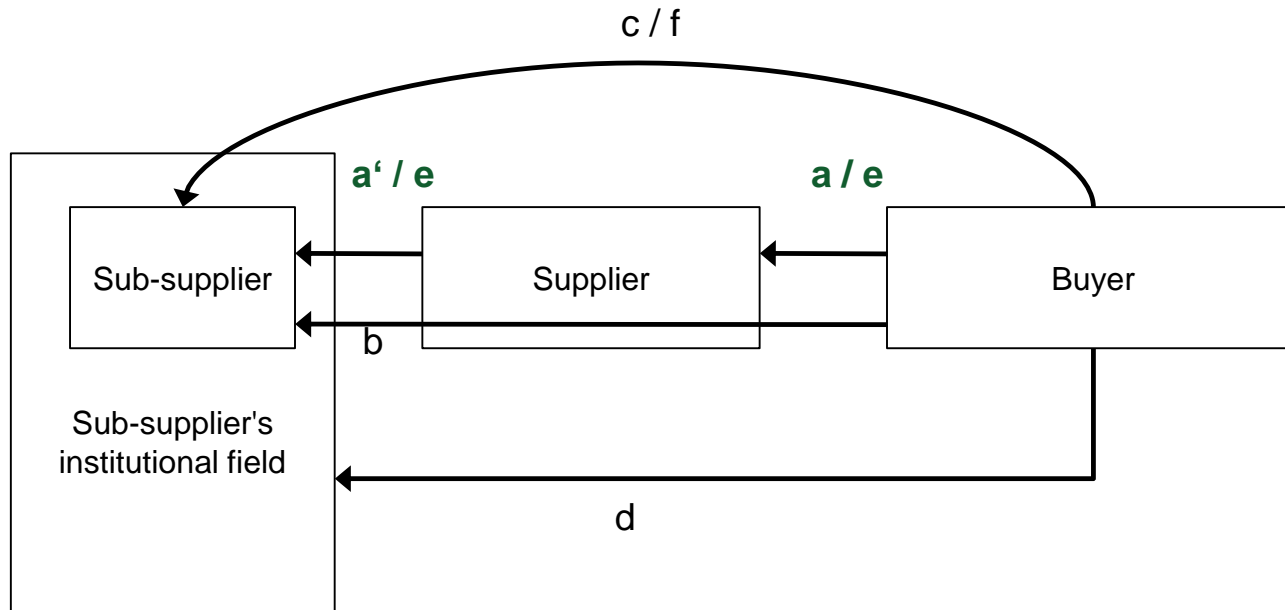 c / f
a‘ / e
a / e
Sub-supplier
Supplier
Buyer
b
Sub-supplier's
institutional field
d